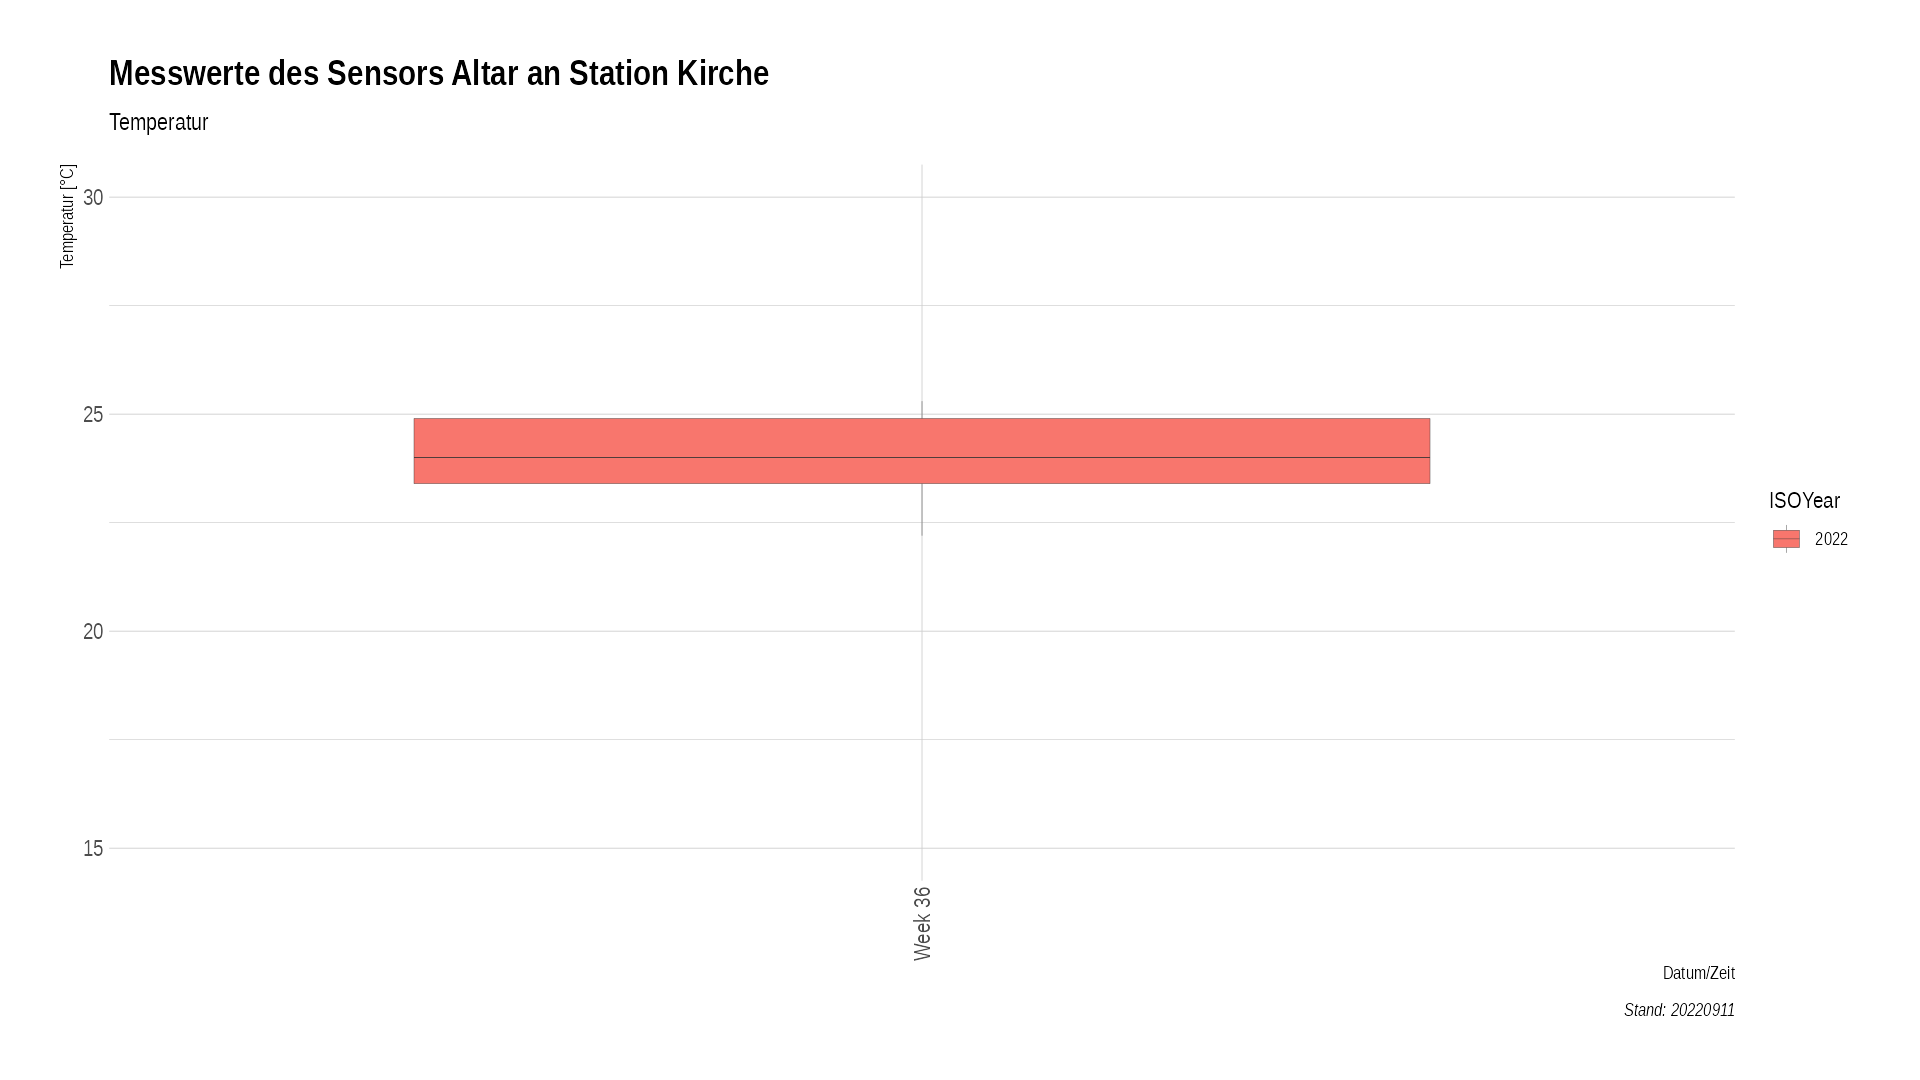 Messwerte des Sensors Altar an Station Kirche
Temperatur
Temperatur [°C]
30
25
20
15
Week 36
Datum/Zeit
Stand: 20220911
ISOYear
2022